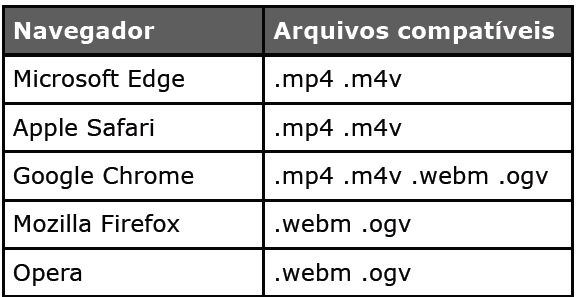 Navegador Arquivos compatíveis
Microsoft Edge .mp4 .m4v
Apple Safari .mp4 .m4v
Google Chrome .mp4 .m4v .webm .ogv
Mozilla Firefox .webm .ogv
Opera .webm .ogv